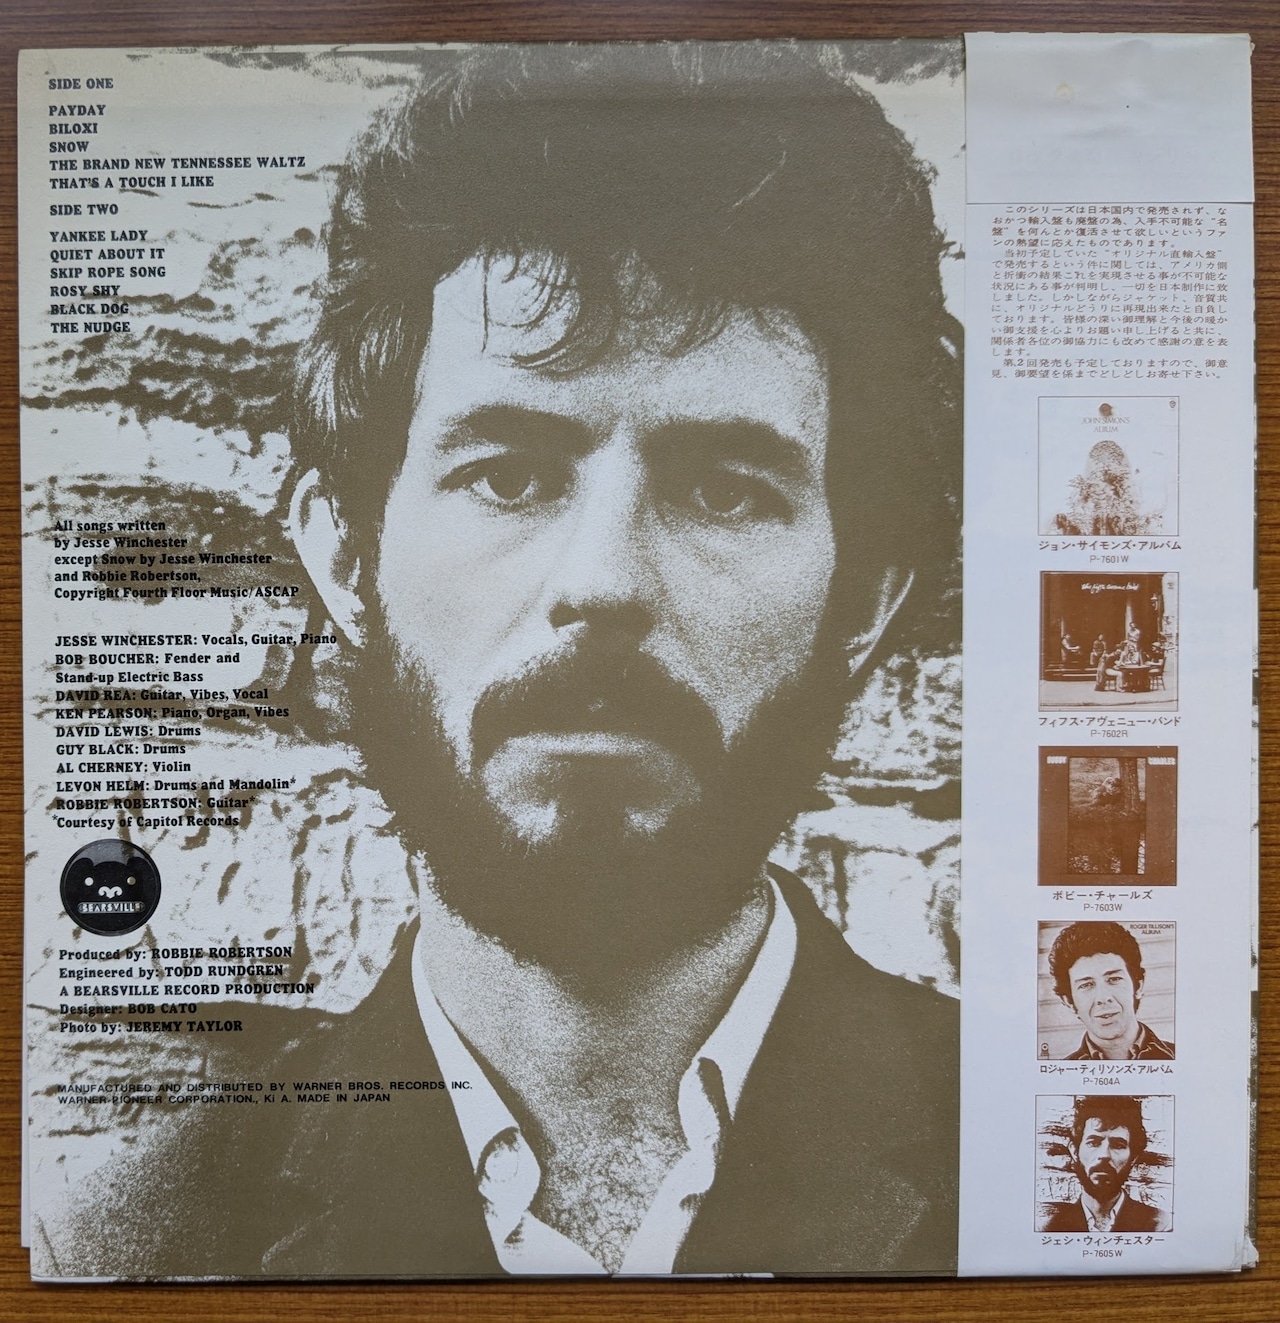 SIDE ONE
PAYDAY
BILOXI
SNOW
THE BRAND NEW TENNESSEE WALTZ
THAT'S A TOUCH I LIKE
SIDE TWO
YANKEE LADY
QUIET ABOUT IT
SKIP ROPE SONG
ROSY SHY
BLACK DOG
THE NUDGE
All songs written
by Jesse Winchester
except Snow by Jesse Winchester
and Robbie Robertson,
Copyright Fourth Floor Music/ASCAP
JESSE WINCHESTER: Vocals, Guitar, Piano
BOB BOUCHER: Fender and
Stand-up Electric Bass
DAVID REA: Guitar, Vibes, Vocal
KEN PEARSON: Piano, Organ, Vibes
DAVID LEWIS: Drums
GUY BLACK: Drums
AL CHERNEY: Violin
LEVON HELM: Drums and Mandolin*
ROBBIE ROBERTSON: Guitar*
*Courtesy of Capitol Records
BEARSVILLE
Produced by: ROBBIE ROBERTSON
Engineered by: TODD RUNDGREN
A BEARSVILLE RECORD PRODUCTION
Designer: BOB CATO
Photo by: JEREMY TAYLOR
MANUFACTURED AND DISTRIBUTED BY WARNER BROS. RECORDS INC.
WARNER-PIONEER CORPORATION., Ki A. MADE IN JAPAN
このシリーズは日本国内で発売されず、な
おかつ輸入盤も廃盤の為、入手不可能な“名
盤”を何んとか復活させて欲しいというファ
ンの熱望に応えたものであります。
当初予定していた“オリジナル直輸入盤”
で発売するという件に関しては、アメリカ側
と折衝の結果これを実現させる事が不可能な
状況にある事が判明し、一切を日本制作に致
しました。しかしながらジャケット、音質共
に、オリジナルどうりに再現出来たと自負し
ております。皆様の深い御理解と今後の暖か
い御支援を心よりお願い申し上げると共に、
関係者各位の御協力にも改めて感謝の意を表
します。
第2回発売も予定しておりますので、御意
見、御要望を係までどしどしお寄せ下さい。
JOHN SIMON'S
ALBUM
ジョン・サイモンズ・アルバム
P-7601W
the fifth avenue band
フィフス・アヴェニュー・バンド
P-7602R
BOBBY CHARLES
ボビー・チャールズ
P-7603W
ROGER TILLISON'S
ALBUM
ロジャー・ティリソンズ・アルバム
P-7604A
ジェシ・ウィンチェスター
P-7605W